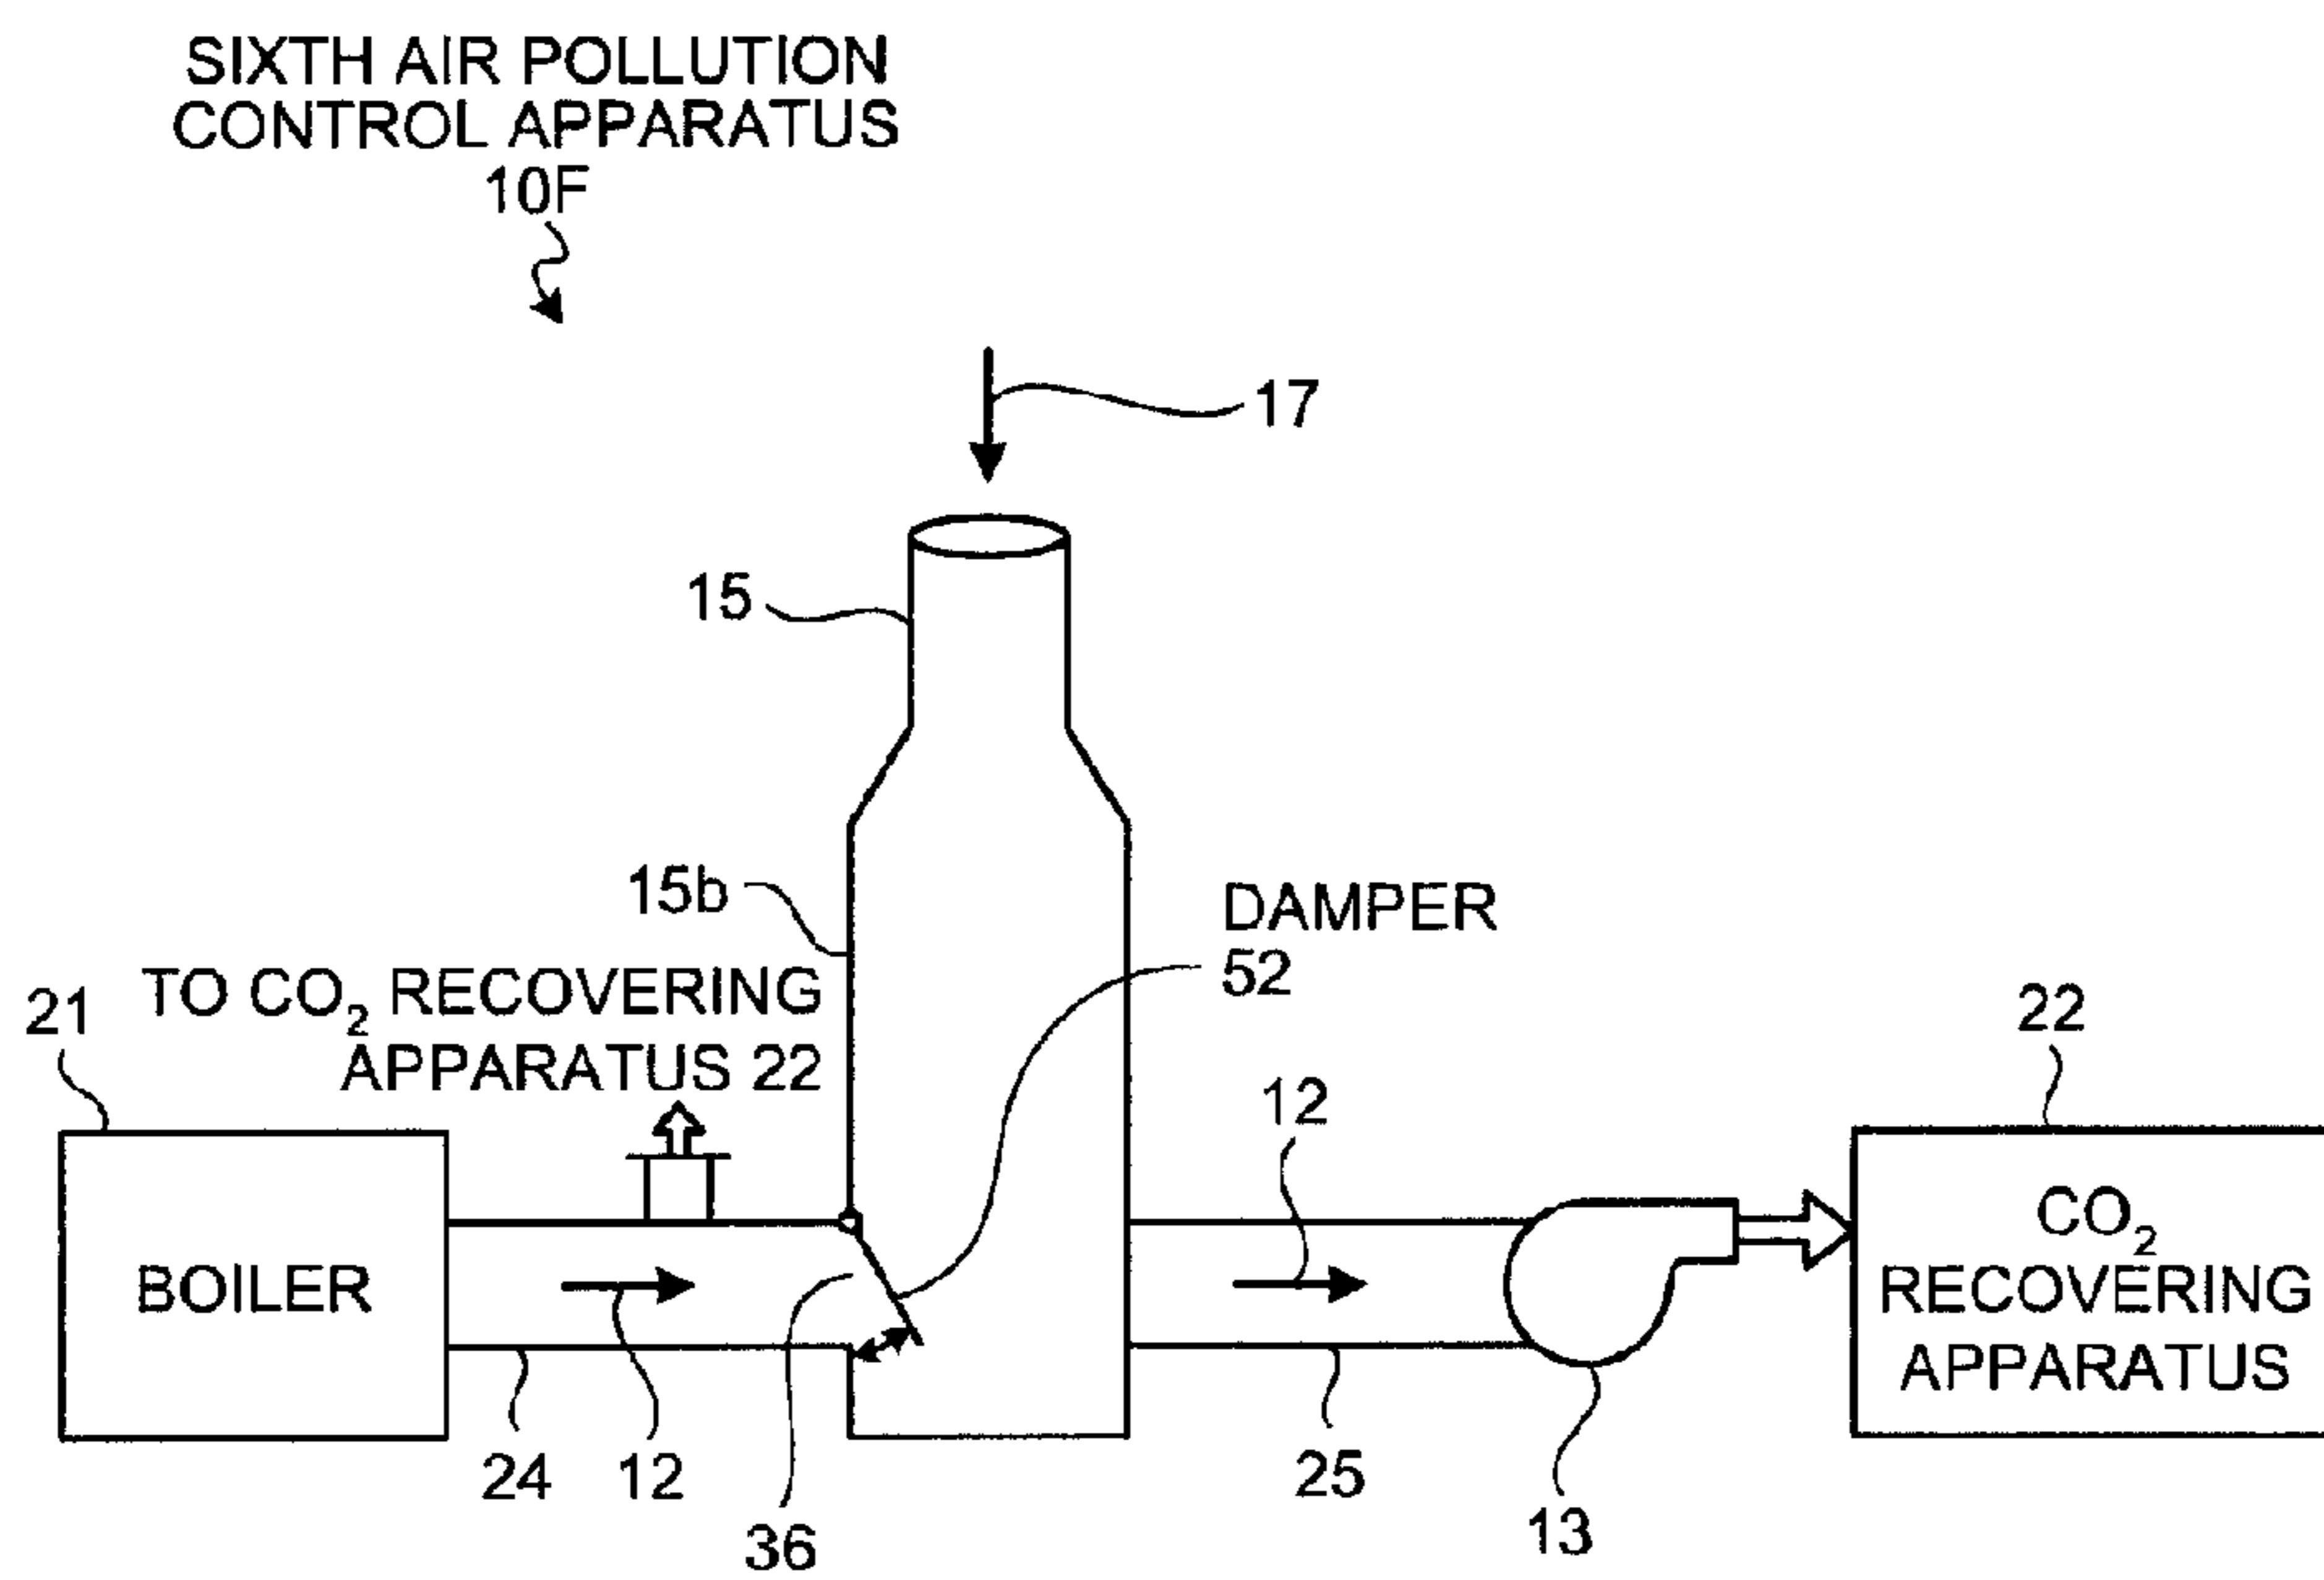 SIXTH AIR POLLUTION
CONTROL APPARATUS
10F
17
15
15b
DAMPER
52
TO CO₂ RECOVERING
APPARATUS 22
21
22
12
BOILER
CO₂
RECOVERING
APPARATUS
24
12
36
25
13